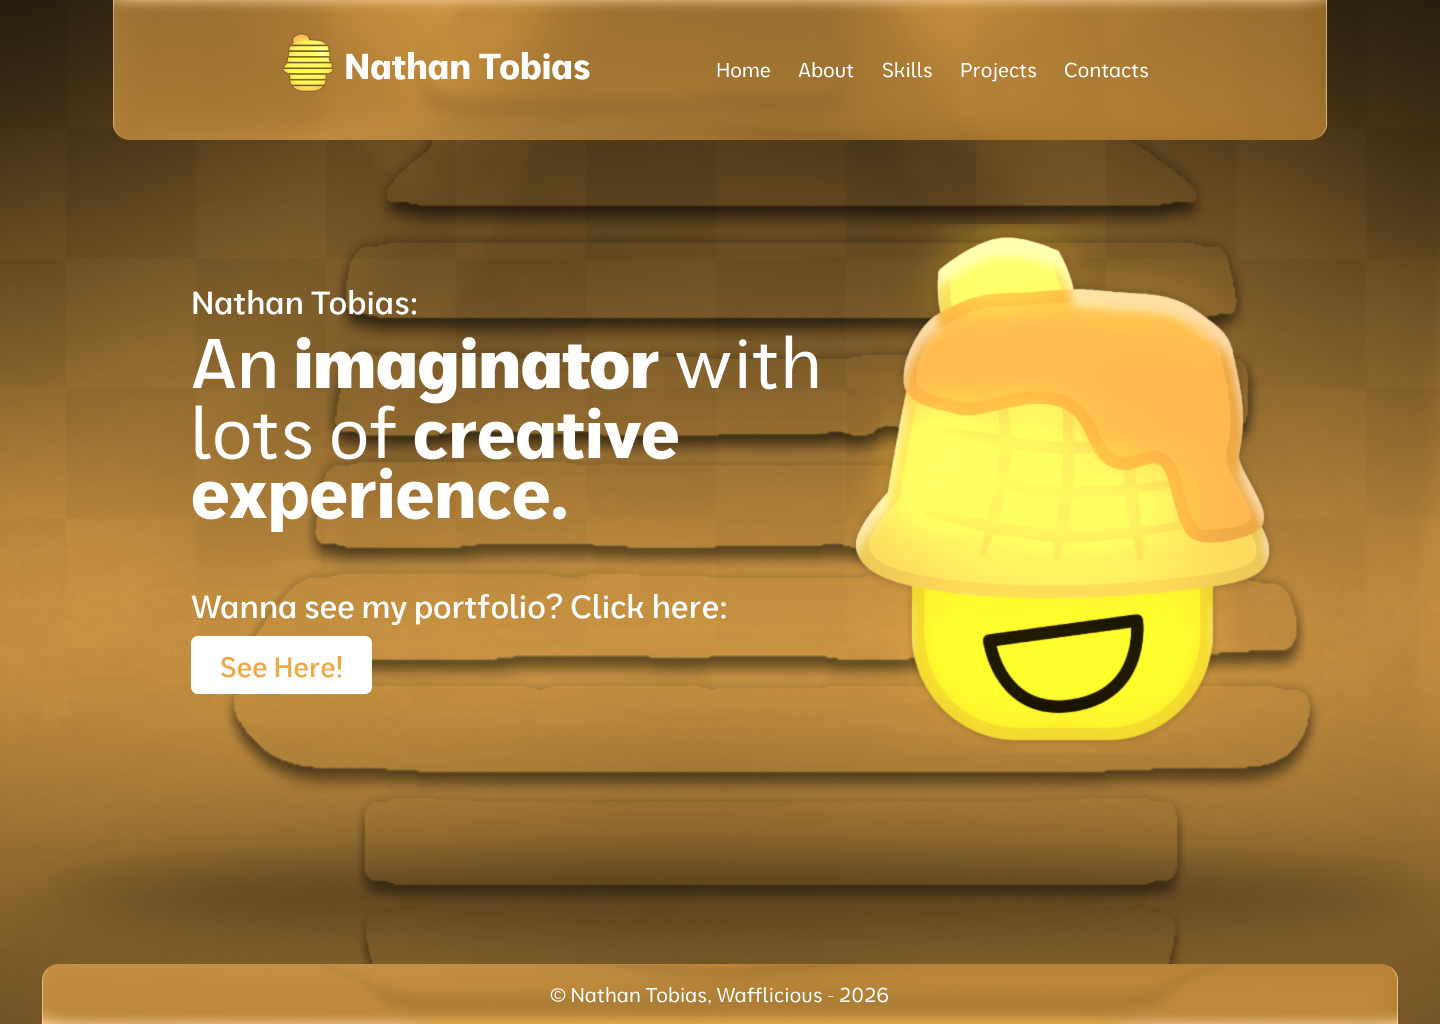 Nathan Tobias
Home About Skills Projects Contacts
Nathan Tobias:
An imaginator with
lots of creative
experience.
Wanna see my portfolio? Click here:
See Here!
© Nathan Tobias, Wafflicious - 2026